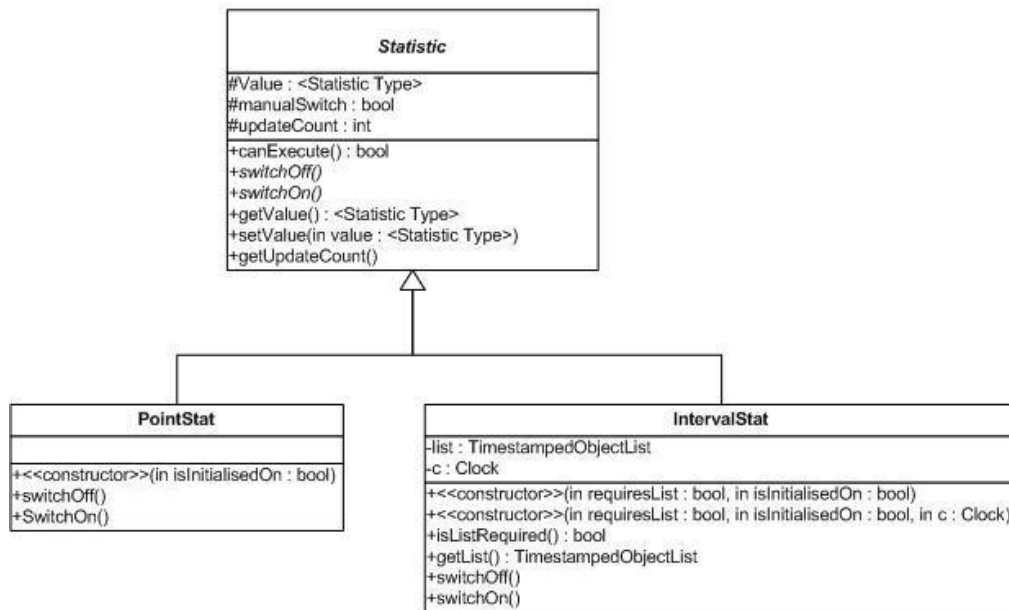 Statistic
#Value : <Statistic Type>
#manualSwitch : bool
#updateCount : int
+canExecute() : bool
+switchOff()
+switchOn()
+getValue() : <Statistic Type>
+setValue(in value : <Statistic Type>)
+getUpdateCount()
PointStat
+<<constructor>>(in isInitialisedOn : bool)
+switchOff()
+SwitchOn()
IntervalStat
-list : TimestampedObjectList
-c : Clock
+<<constructor>>(in requiresList : bool, in isInitialisedOn : bool)
+<<constructor>>(in requiresList : bool, in isInitialisedOn : bool, in c : Clock)
+isListRequired() : bool
+getList() : TimestampedObjectList
+switchOff()
+switchOn()